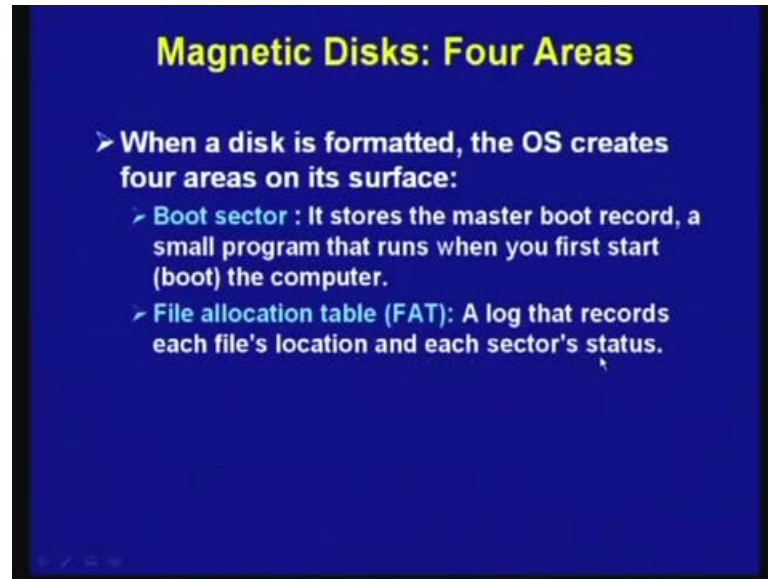 Magnetic Disks: Four Areas
➢ When a disk is formatted, the OS creates
four areas on its surface:
➢ Boot sector : It stores the master boot record, a
small program that runs when you first start
(boot) the computer.
➢ File allocation table (FAT): A log that records
each file's location and each sector's status.